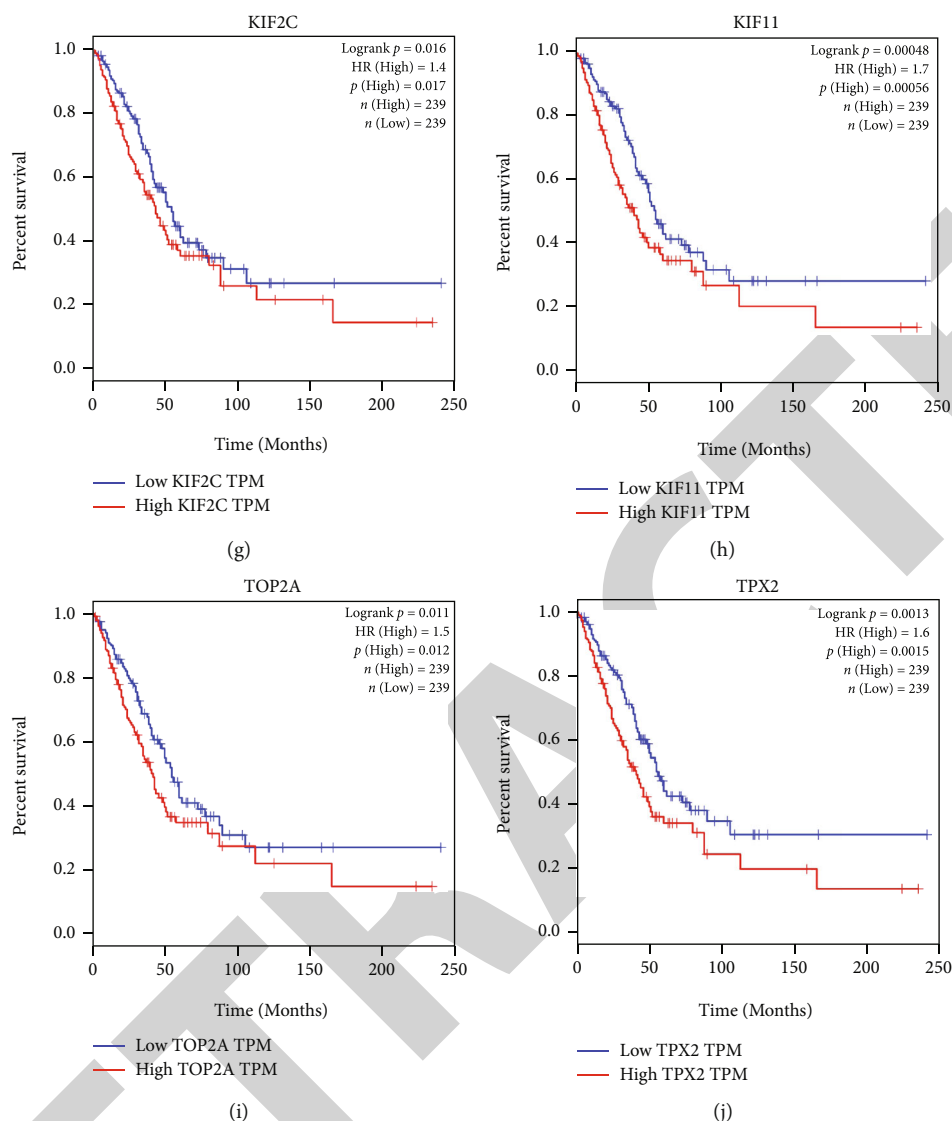 KIF2C
Logrank p = 0.016
HR (High) = 1.4
p (High) = 0.017
n (High) = 239
n (Low) = 239
Percent survival
1.0
0.8
0.6
0.4
0.2
0.0
0 50 100 150 200 250
Time (Months)
Low KIF2C TPM
High KIF2C TPM
(g)
KIF11
Logrank p = 0.00048
HR (High) = 1.7
p (High) = 0.00056
n (High) = 239
n (Low) = 239
Percent survival
1.0
0.8
0.6
0.4
0.2
0.0
0 50 100 150 200 250
Time (Months)
Low KIF11 TPM
High KIF11 TPM
(h)
TOP2A
Logrank p = 0.011
HR (High) = 1.5
p (High) = 0.012
n (High) = 239
n (Low) = 239
Percent survival
1.0
0.8
0.6
0.4
0.2
0.0
0 50 100 150 200 250
Time (Months)
Low TOP2A TPM
High TOP2A TPM
(i)
TPX2
Logrank p = 0.0013
HR (High) = 1.6
p (High) = 0.0015
n (High) = 239
n (Low) = 239
Percent survival
1.0
0.8
0.6
0.4
0.2
0.0
0 50 100 150 200 250
Time (Months)
Low TPX2 TPM
High TPX2 TPM
(j)